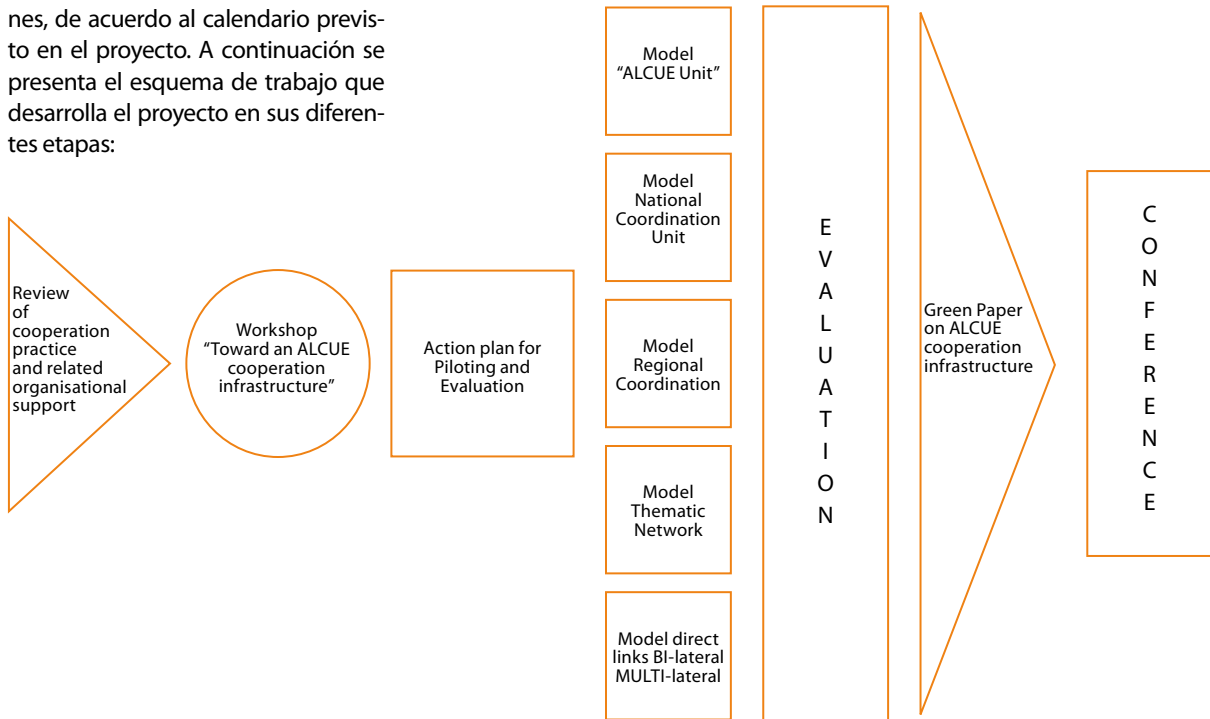 nes, de acuerdo al calendario previs-
to en el proyecto. A continuación se
presenta el esquema de trabajo que
desarrolla el proyecto en sus diferen-
tes etapas:
Review
of
cooperation
practice
and related
organisational
support
Workshop
“Toward an ALCUE
cooperation
infrastructure”
Action plan for
Piloting and
Evaluation
Model
“ALCUE Unit”
Model
National
Coordination
Unit
Model
Regional
Coordination
Model
Thematic
Network
Model direct
links BI-lateral
MULTI-lateral
E
V
A
L
U
A
T
I
O
N
Green Paper
on ALCUE
cooperation
infrastructure
C
O
N
F
E
R
E
N
C
E